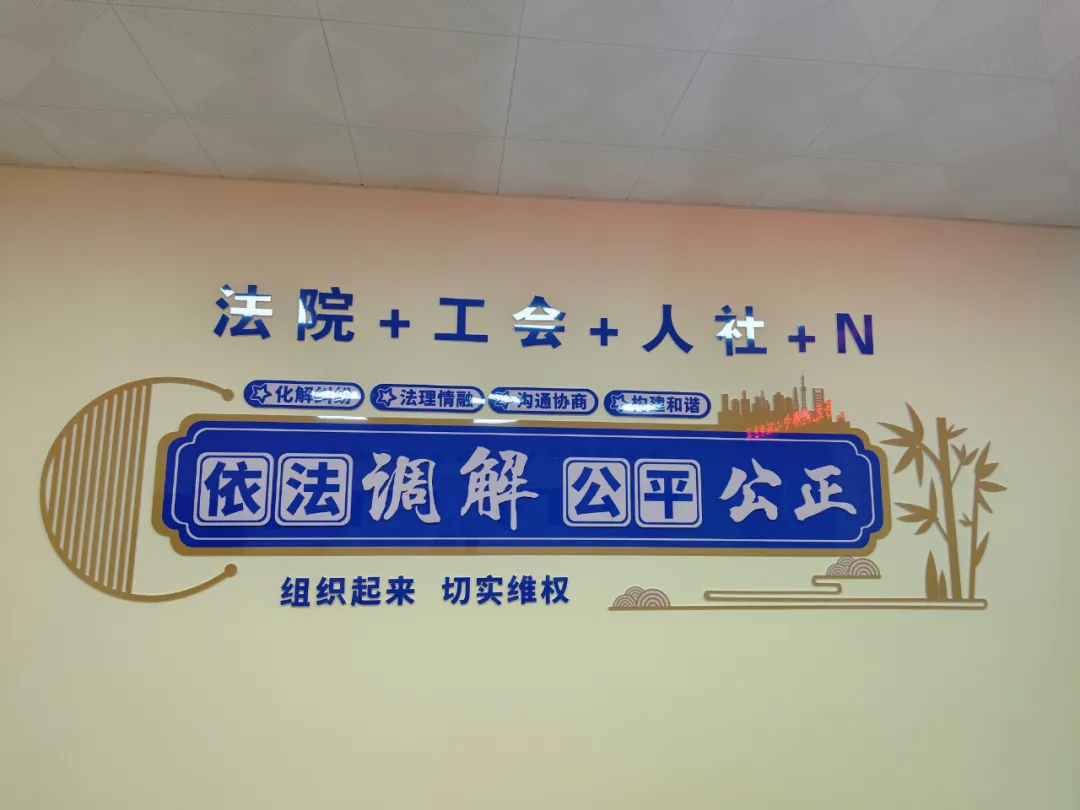 法院+工会+人社+N
化解纠纷 法理情融 沟通协商 构建和谐
依法调解 公平公正
组织起来 切实维权